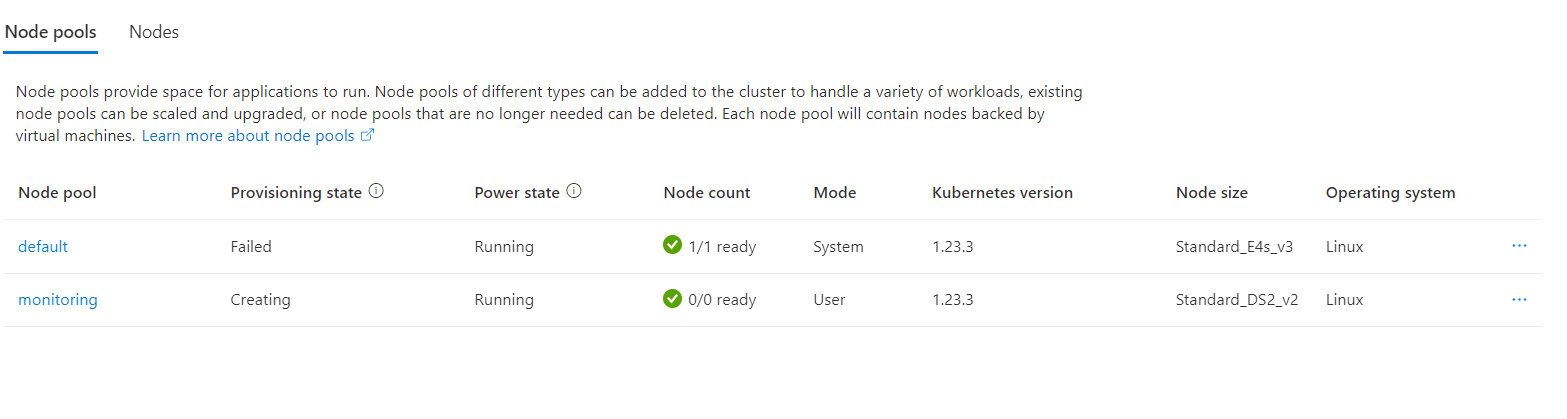 Node pools Nodes
Node pools provide space for applications to run. Node pools of different types can be added to the cluster to handle a variety of workloads, existing
node pools can be scaled and upgraded, or node pools that are no longer needed can be deleted. Each node pool will contain nodes backed by
virtual machines. Learn more about node pools
Node pool Provisioning state Power state Node count Mode Kubernetes version Node size Operating system
default Failed Running 1/1 ready System 1.23.3 Standard_E4s_v3 Linux ...
monitoring Creating Running 0/0 ready User 1.23.3 Standard_DS2_v2 Linux ...